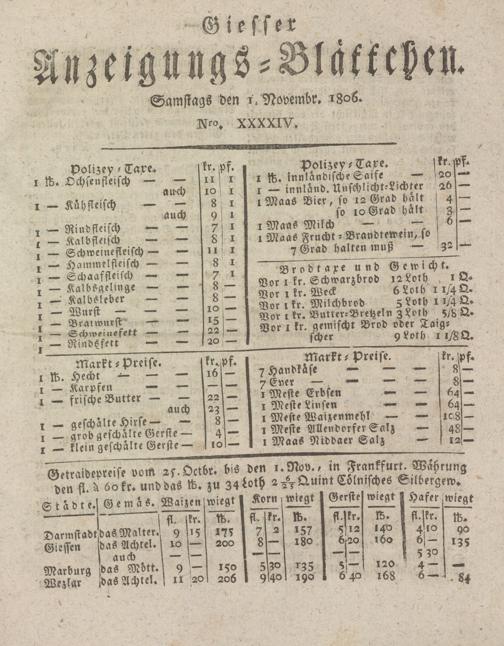 Giesser
Anzeigungs-Blättchen.
Samstags den 1. Novembr. 1806.
Nro. XXXXIV.
Polizey-Taxe. kr. pf.
1 ℔. Ochsenfleisch — — 11 1
auch 10 1
1 — Kühfleisch — 8 1
auch 9 1
1 — Rindfleisch — — 7 1
1 — Kalbfleisch — — 8 1
1 — Schweinefleisch — 11 1
1 — Hammelfleisch — 8 1
1 — Schaaffleisch — 7 1
1 — Kalbsgelinge — 8 —
1 — Kalbsleber — 8 —
1 — Wurst — — 10 —
1 — Bratwurst — — 15 —
1 — Schweinefett — 22 —
1 — Rindsfett — — 20 —
Polizey-Taxe. kr. pf.
1 ℔. innländische Saife — 20 —
1 — innländ. Unschlicht-Lichter 26 —
1 Maas Bier, so 12 Grad hält 4 —
so 10 Grad hält 3 —
1 Maas Milch — — 6 —
1 Maas Frucht-Brandtewein, so
7 Grad halten muß — 32 —
Brodtaxe und Gewicht.
Vor 1 kr. Schwarzbrod 12 Loth 1 Q.
Vor 1 kr. Weck 6 Loth 1 1/4 Q.
Vor 1 kr. Milchbrod 5 Loth 1 1/4 Q.
Vor 1 kr. Butter-Bretzeln 3 Loth 5/8 Q.
Vor 1 kr. gemischt Brod oder Taig-
scher 9 Loth 1 1/8 Q.
Markt-Preise. kr. pf.
1 ℔. Hecht — — 16 —
1 — Karpfen — —
1 — frische Butter — 22 —
auch 23 —
1 — geschälte Hirse — 8 —
1 — grob geschälte Gerste — 4 —
1 — klein geschälte Gerste — 10 —
Markt-Preise. kr. pf.
7 Handkäse — — 8 —
7 Eyer — — — 8 —
1 Meste Erbsen — — 64 —
1 Meste Linsen — — 64 —
1 Meste Waizenmehl — — 108 —
1 Meste Allendorfer Salz — 48 —
1 Maas Niddaer Salz — 12 —
Getraidepreise vom 25. Octbr. bis den 1. Nov., in Frankfurt. Währung
den fl. à 60 kr. und das ℔. zu 34 Loth 2 Quint Cölnisches Silbergew.
Städte. Gemäs. Waizen wiegt. Korn wiegt Gerste wiegt Hafer wiegt.
fl. kr. ℔. fl. kr. ℔. fl. kr. ℔. fl. kr. ℔.
Darmstadt das Malter. 9 15 175 7 2 157 5 12 140 4 10 90
Giessen das Achtel. 10 — 200 8 — 180 6 20 160 6 — 135
auch — — 5 30
Marburg das Mött. 9 — 150 5 30 135 5 — 120 4 — —
Wezlar das Achtel. 11 20 206 9 40 190 6 40 168 6 — 84